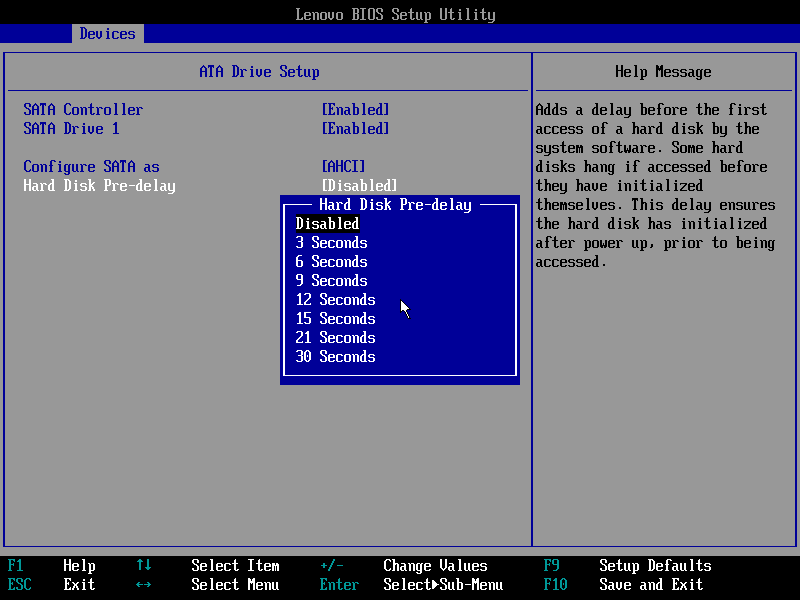 Lenovo BIOS Setup Utility
Devices
ATA Drive Setup
Help Message
SATA Controller [Enabled]
SATA Drive 1 [Enabled]
Configure SATA as [AHCI]
Hard Disk Pre-delay [Disabled]
Hard Disk Pre-delay
Disabled
3 Seconds
6 Seconds
9 Seconds
12 Seconds
15 Seconds
21 Seconds
30 Seconds
Adds a delay before the first
access of a hard disk by the
system software. Some hard
disks hang if accessed before
they have initialized
themselves. This delay ensures
the hard disk has initialized
after power up, prior to being
accessed.
F1 Help ↑↓ Select Item +/- Change Values F9 Setup Defaults
ESC Exit ↔ Select Menu Enter Select▶Sub-Menu F10 Save and Exit